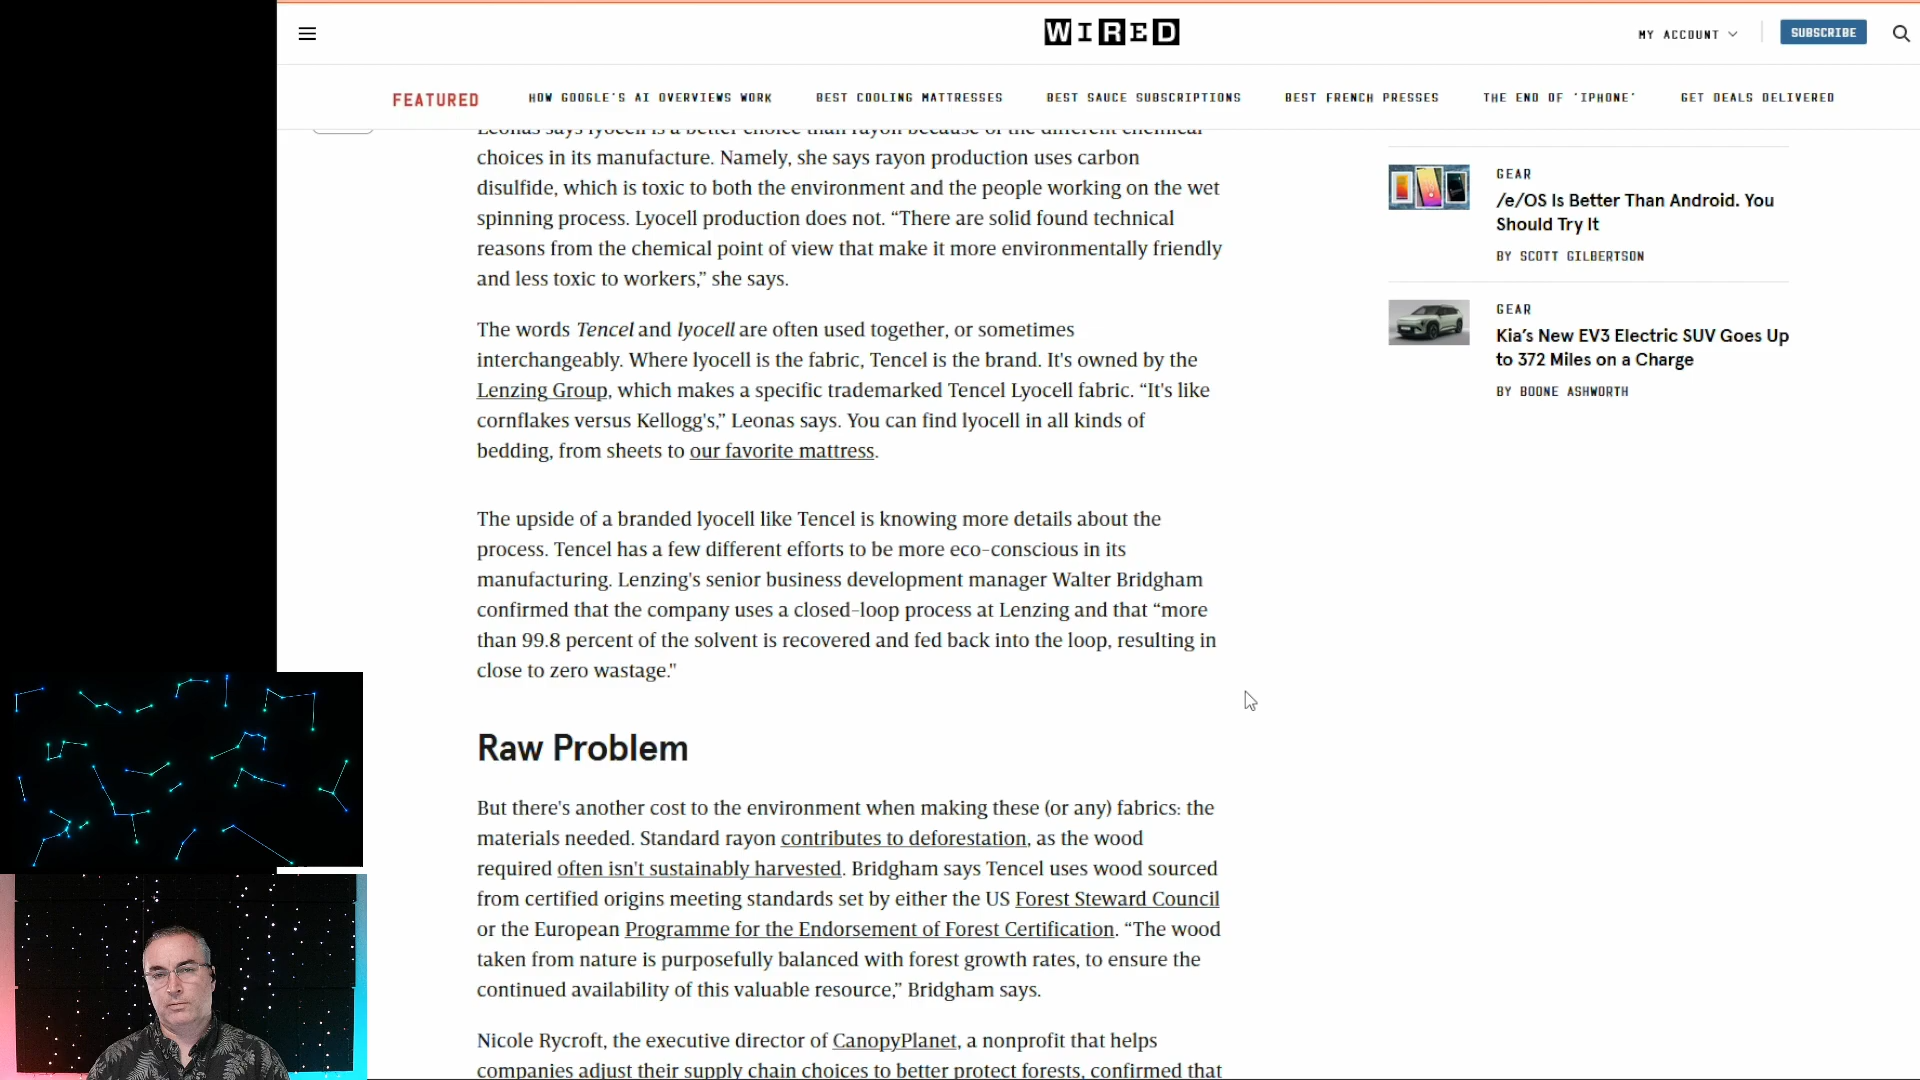 WIRED
MY ACCOUNT
SUBSCRIBE
FEATURED
HOW GOOGLE'S AI OVERVIEWS WORK
BEST COOLING MATTRESSES
BEST SAUCE SUBSCRIPTIONS
BEST FRENCH PRESSES
THE END OF 'IPHONE'
GET DEALS DELIVERED
Leonas says lyocell is a better choice than rayon because of the different chemical
choices in its manufacture. Namely, she says rayon production uses carbon
disulfide, which is toxic to both the environment and the people working on the wet
spinning process. Lyocell production does not. “There are solid found technical
reasons from the chemical point of view that make it more environmentally friendly
and less toxic to workers,” she says.
The words Tencel and lyocell are often used together, or sometimes
interchangeably. Where lyocell is the fabric, Tencel is the brand. It's owned by the
Lenzing Group, which makes a specific trademarked Tencel Lyocell fabric. “It's like
cornflakes versus Kellogg's,” Leonas says. You can find lyocell in all kinds of
bedding, from sheets to our favorite mattress.
The upside of a branded lyocell like Tencel is knowing more details about the
process. Tencel has a few different efforts to be more eco-conscious in its
manufacturing. Lenzing's senior business development manager Walter Bridgham
confirmed that the company uses a closed-loop process at Lenzing and that “more
than 99.8 percent of the solvent is recovered and fed back into the loop, resulting in
close to zero wastage."
Raw Problem
But there's another cost to the environment when making these (or any) fabrics: the
materials needed. Standard rayon contributes to deforestation, as the wood
required often isn't sustainably harvested. Bridgham says Tencel uses wood sourced
from certified origins meeting standards set by either the US Forest Steward Council
or the European Programme for the Endorsement of Forest Certification. “The wood
taken from nature is purposefully balanced with forest growth rates, to ensure the
continued availability of this valuable resource,” Bridgham says.
Nicole Rycroft, the executive director of CanopyPlanet, a nonprofit that helps
companies adjust their supply chain choices to better protect forests, confirmed that
GEAR
/e/OS Is Better Than Android. You
Should Try It
BY SCOTT GILBERTSON
GEAR
Kia’s New EV3 Electric SUV Goes Up
to 372 Miles on a Charge
BY BOONE ASHWORTH